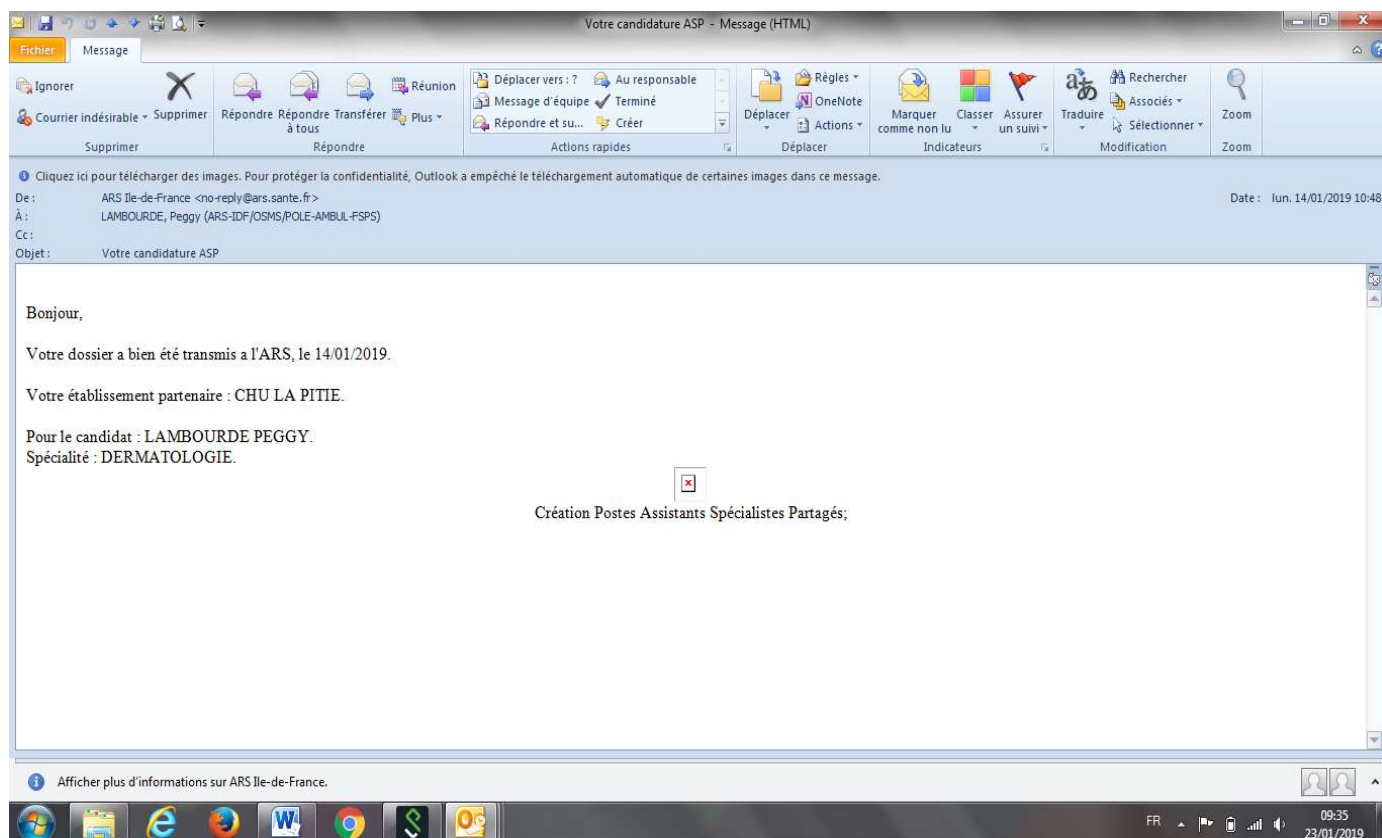 Votre candidature ASP - Message (HTML)
Fichier Message
Ignorer
Courrier indésirable
Supprimer
Supprimer
Répondre
Répondre à tous
Transférer
Réunion
Plus
Répondre
Déplacer vers : ?
Message d'équipe
Répondre et su...
Au responsable
Terminé
Créer
Actions rapides
Déplacer
Règles
OneNote
Actions
Déplacer
Marquer comme non lu
Classer
Assurer un suivi
Indicateurs
Traduire
Rechercher
Associés
Sélectionner
Modification
Zoom
Zoom
Cliquez ici pour télécharger des images. Pour protéger la confidentialité, Outlook a empêché le téléchargement automatique de certaines images dans ce message.
De : ARS Ile-de-France <no-reply@ars.sante.fr>
Date : lun. 14/01/2019 10:48
À : LAMBOURDE, Peggy (ARS-IDF/OSMS/POLE-AMBUL-FSPS)
Cc :
Objet : Votre candidature ASP
Bonjour,
Votre dossier a bien été transmis a l'ARS, le 14/01/2019.
Votre établissement partenaire : CHU LA PITIE.
Pour le candidat : LAMBOURDE PEGGY.
Spécialité : DERMATOLOGIE.
Création Postes Assistants Spécialistes Partagés;
Afficher plus d'informations sur ARS Ile-de-France.
FR
09:35
23/01/2019